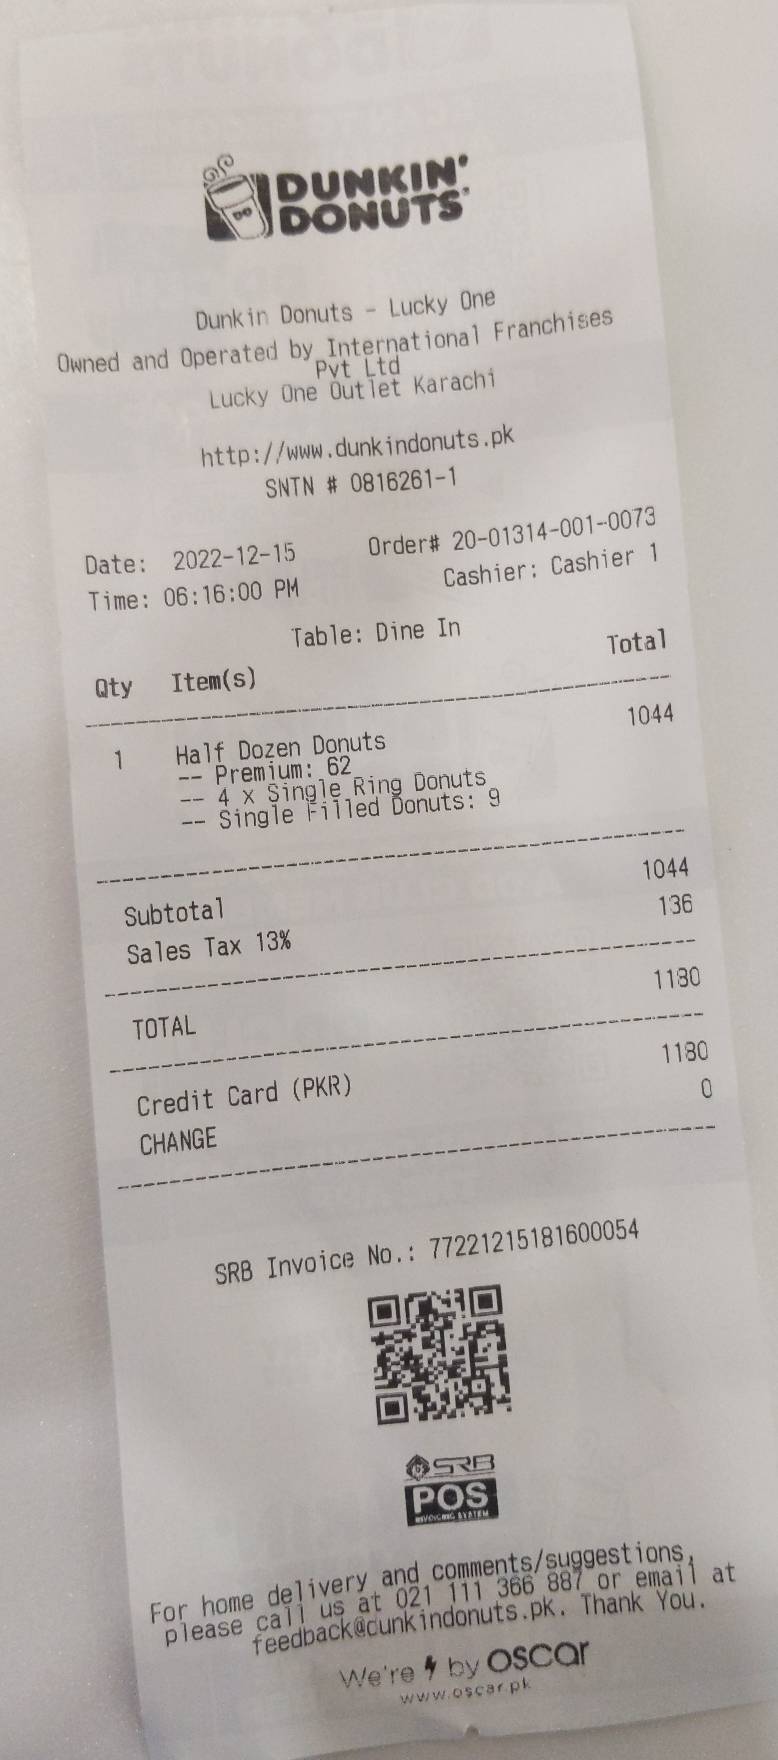 DUNKIN'
DONUTS
Dunkin Donuts - Lucky One
Owned and Operated by International Franchises
Pvt Ltd
Lucky One Outlet Karachi
http://www.dunkindonuts.pk
SNTN # 0816261-1
Date: 2022-12-15 Order# 20-01314-001-0073
Time: 06:16:00 PM Cashier: Cashier 1
Table: Dine In
Qty Item(s) Total
1 Half Dozen Donuts 1044
-- Premium: 62
-- 4 x Single Ring Donuts
-- Single Filled Donuts: 9
Subtotal 1044
Sales Tax 13% 136
TOTAL 1180
Credit Card (PKR) 1180
CHANGE 0
SRB Invoice No.: 77221215181600054
SRB
POS
INVOICING SYSTEM
For home delivery and comments/suggestions,
please call us at 021 111 366 887 or email at
feedback@cunkindonuts.pk. Thank You.
We're by oscar
www.oscar.pk